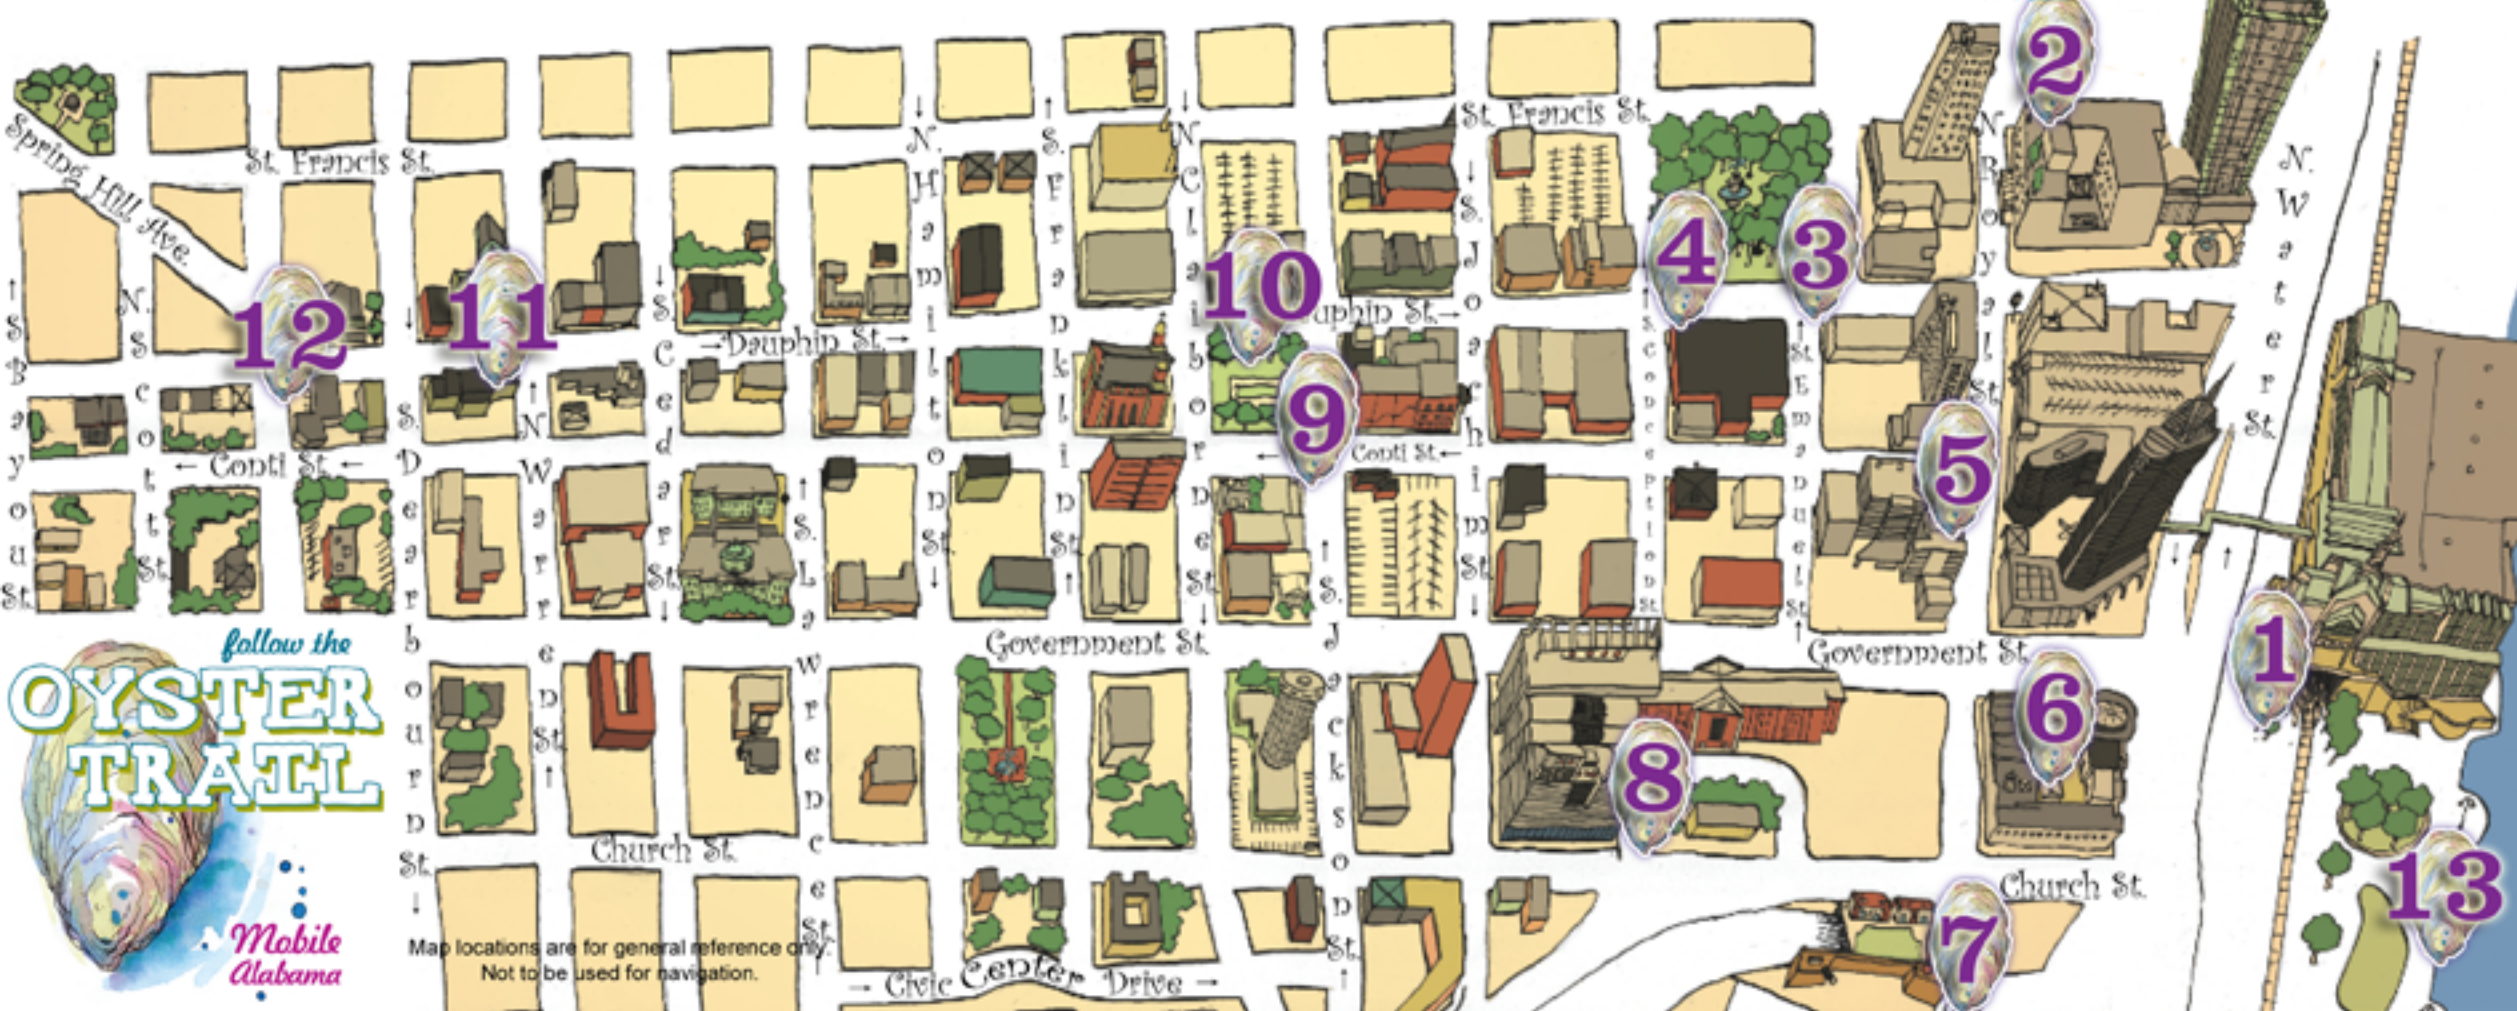 2
St. Francis St.
Spring Hill Ave.
St. Francis St.
N. Hamilton St.
S. Franklin St.
N. Claiborne St.
S. Joachim St.
S. Conception St.
St. Emanuel St.
N. Royal St.
N. Water St.
4
3
10
12
11
Dauphin St.
uphin St.
S. Bayou St.
N. Scott St.
S. Dearbourn St.
N. Warren St.
S. Cedar St.
S. Lawrence St.
9
5
Conti St.
Conti St.
1
follow the
OYSTER
TRAIL
Mobile
Alabama
Government St.
Government St.
S. Jackson St.
6
8
Church St.
Church St.
13
7
Map locations are for general reference only.
Not to be used for navigation.
Civic Center Drive